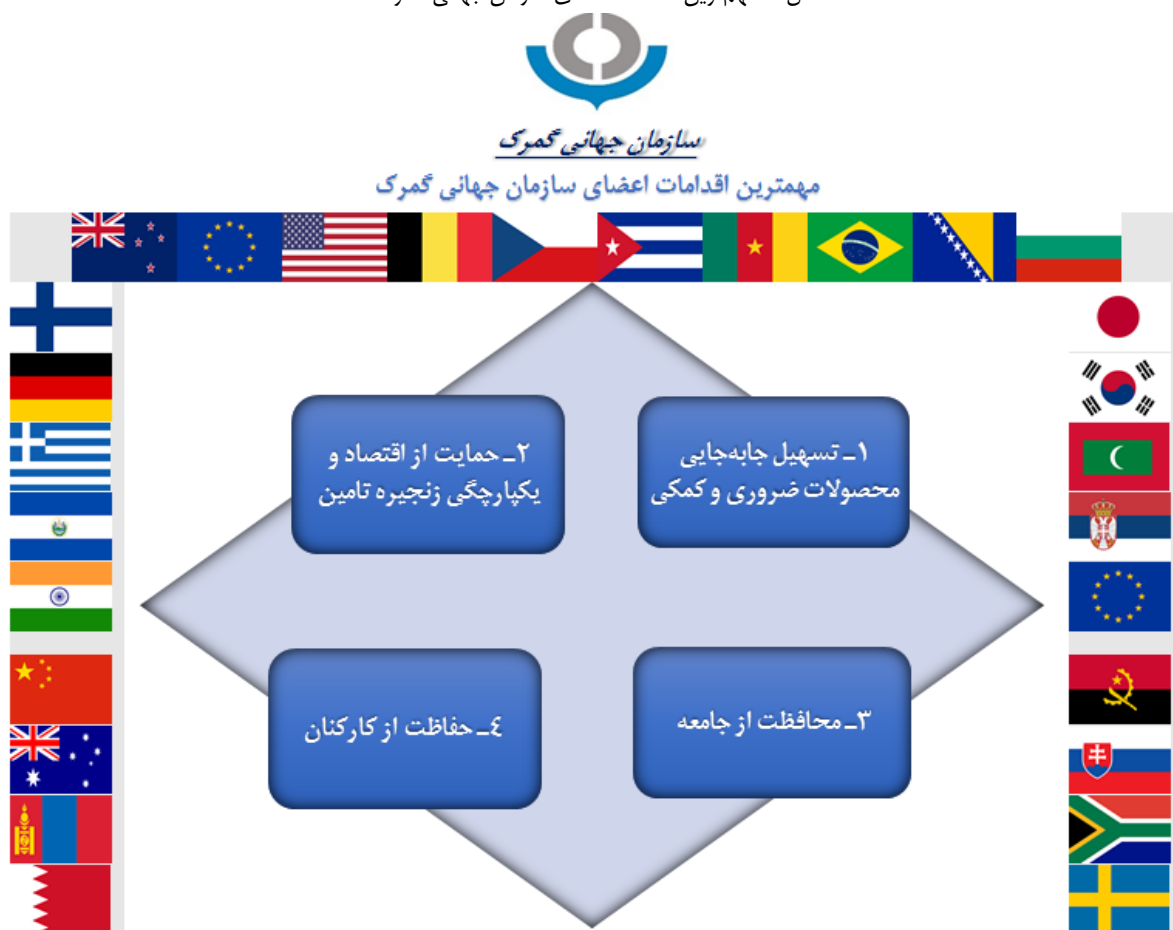 سازمان جهانی گمرک
مهمترین اقدامات اعضای سازمان جهانی گمرک
۱ـ تسهیل جابه‌جایی
محصولات ضروری و کمکی
۲ـ حمایت از اقتصاد و
یکپارچگی زنجیره تامین
۳ـ محافظت از جامعه
٤ـ حفاظت از کارکنان